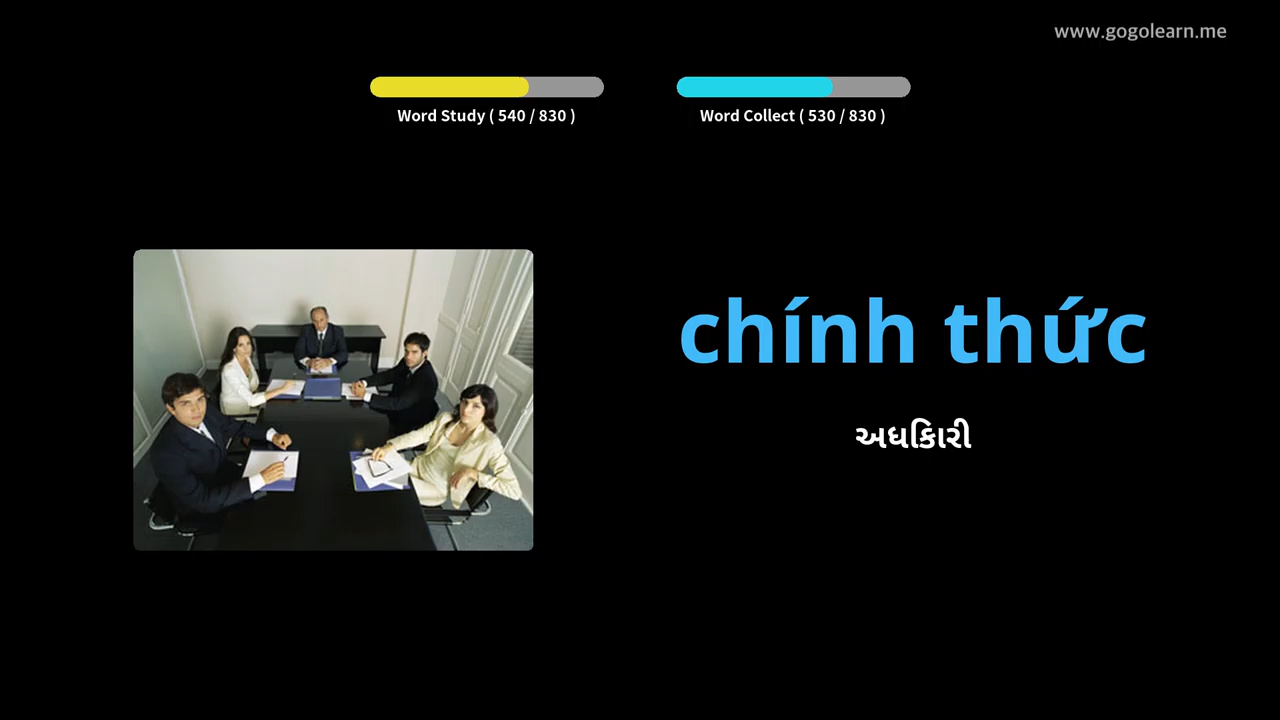 www.gogolearn.me
Word Study ( 540 / 830 )
Word Collect ( 530 / 830 )
chính thức
અધિકારી